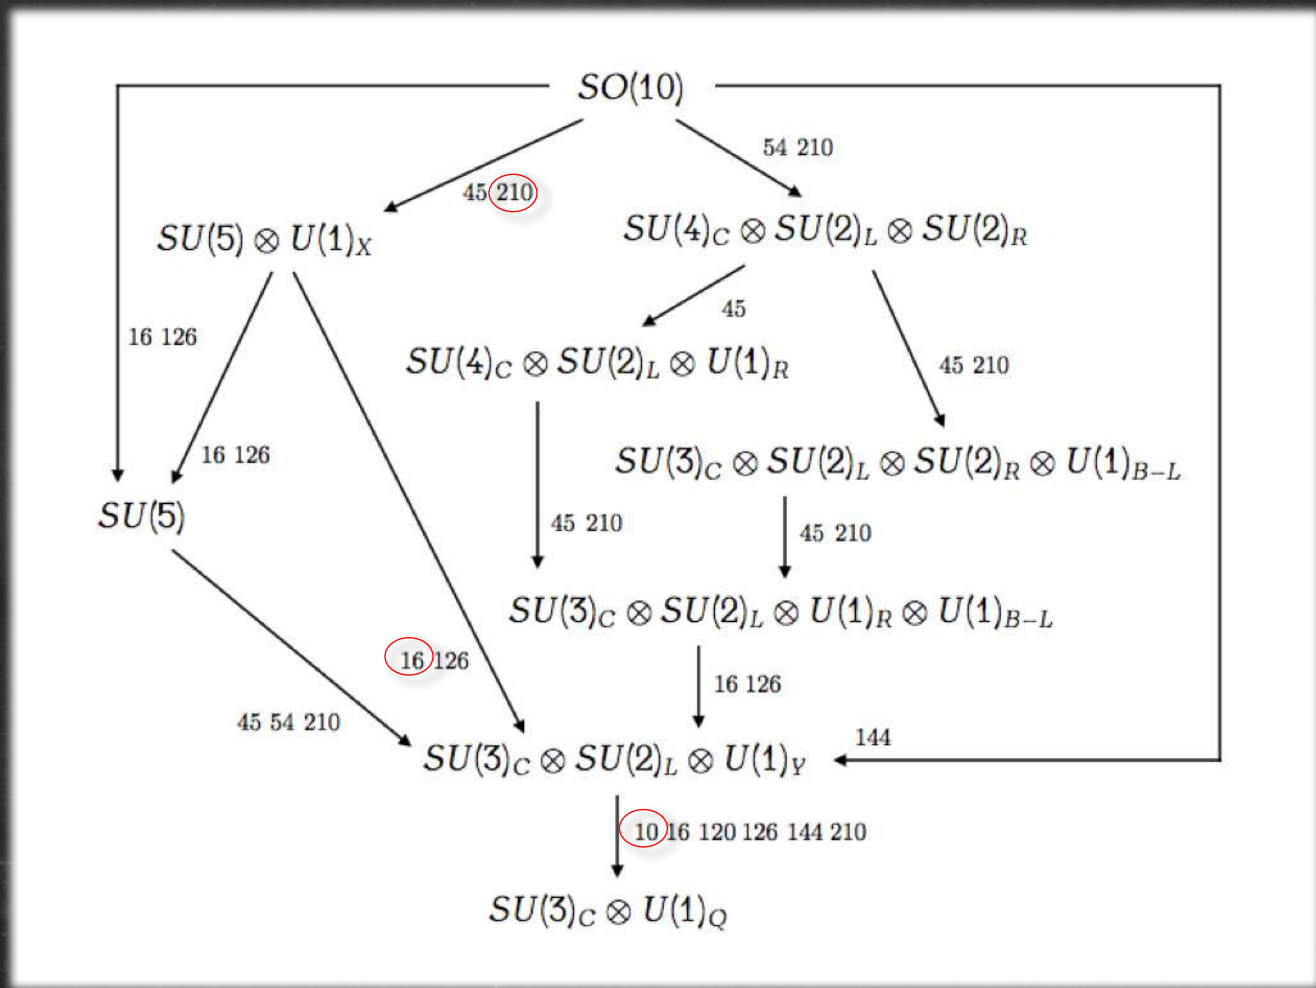 SO(10)
54 210
45 210
SU(5) ⊗ U(1)_X
SU(4)_C ⊗ SU(2)_L ⊗ SU(2)_R
45
16 126
SU(4)_C ⊗ SU(2)_L ⊗ U(1)_R
45 210
16 126
SU(3)_C ⊗ SU(2)_L ⊗ SU(2)_R ⊗ U(1)_{B−L}
SU(5)
45 210
45 210
SU(3)_C ⊗ SU(2)_L ⊗ U(1)_R ⊗ U(1)_{B−L}
16 126
16 126
45 54 210
144
SU(3)_C ⊗ SU(2)_L ⊗ U(1)_Y
10 16 120 126 144 210
SU(3)_C ⊗ U(1)_Q